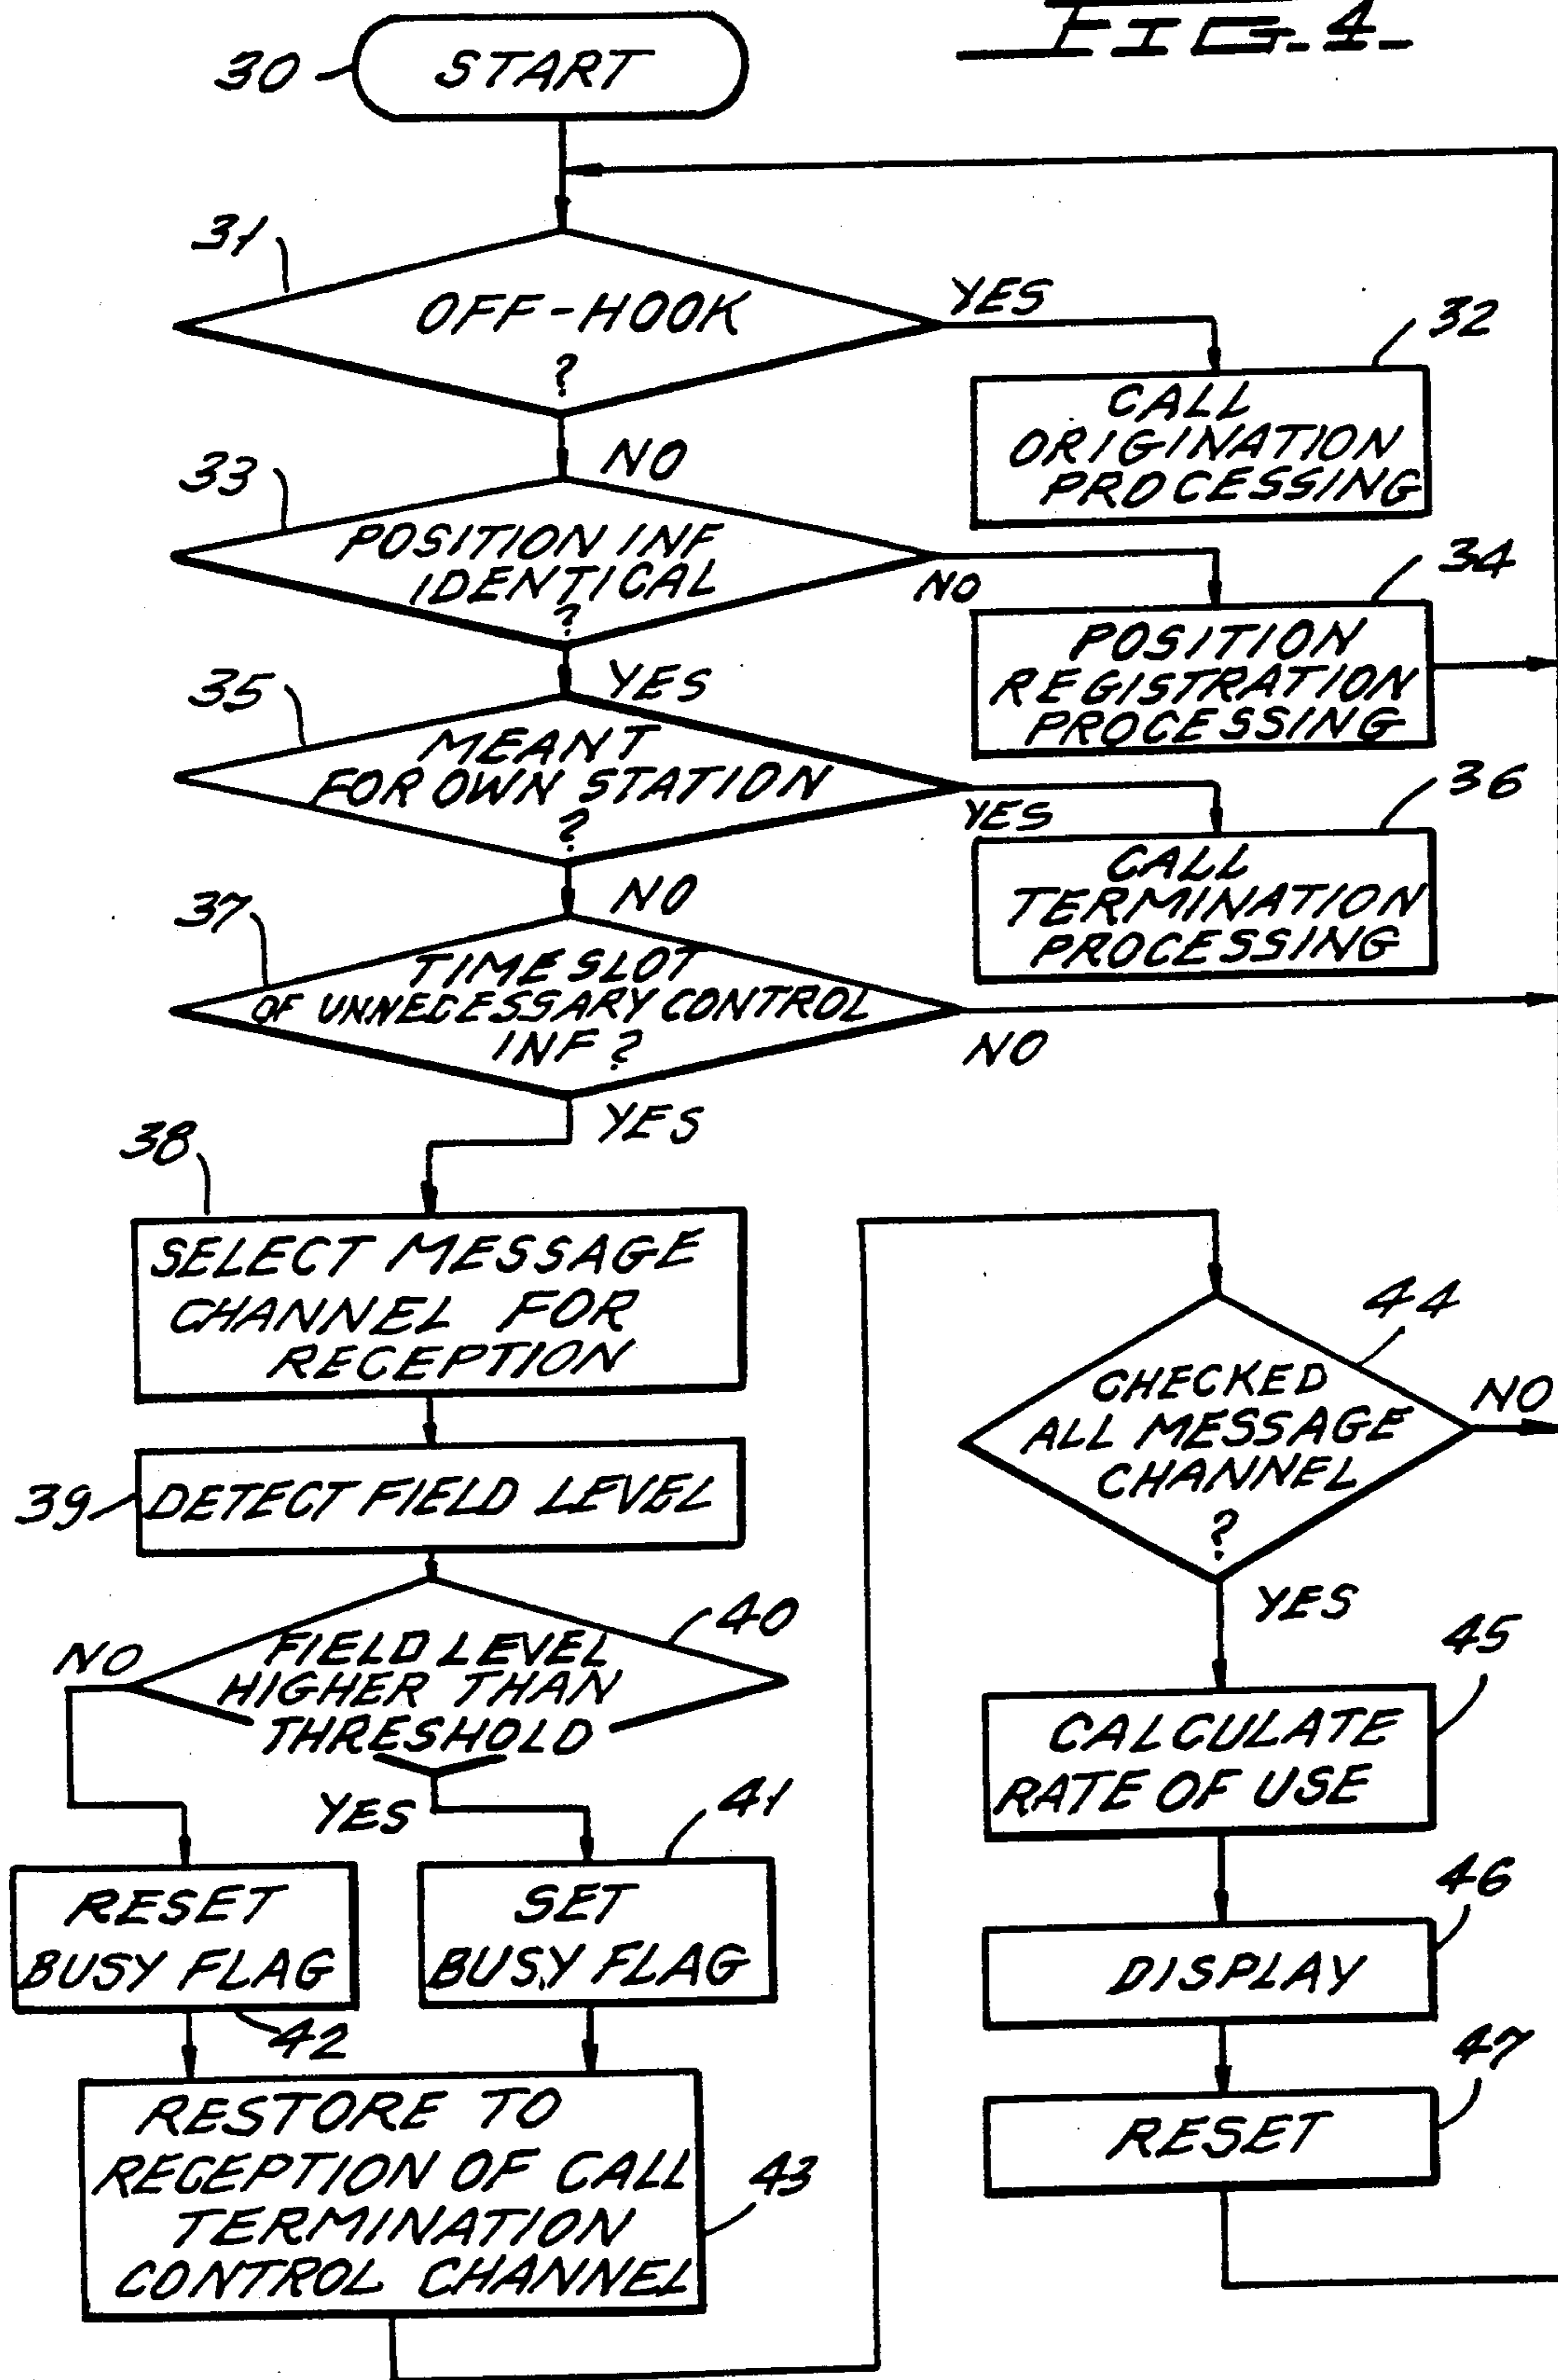 FIG. 4
30
START
31
OFF-HOOK
?
YES
32
CALL
ORIGINATION
PROCESSING
NO
33
POSITION INF
IDENTICAL
?
NO
34
POSITION
REGISTRATION
PROCESSING
YES
35
MEANT
FOR OWN STATION
?
YES
36
CALL
TERMINATION
PROCESSING
NO
37
TIME SLOT
OF UNNECESSARY CONTROL
INF ?
NO
YES
38
SELECT MESSAGE
CHANNEL FOR
RECEPTION
39
DETECT FIELD LEVEL
40
FIELD LEVEL
HIGHER THAN
THRESHOLD
NO
YES
41
RESET
BUSY FLAG
42
SET
BUSY FLAG
RESTORE TO
RECEPTION OF CALL
TERMINATION
CONTROL CHANNEL
43
44
CHECKED
ALL MESSAGE
CHANNEL
?
NO
YES
45
CALCULATE
RATE OF USE
46
DISPLAY
47
RESET